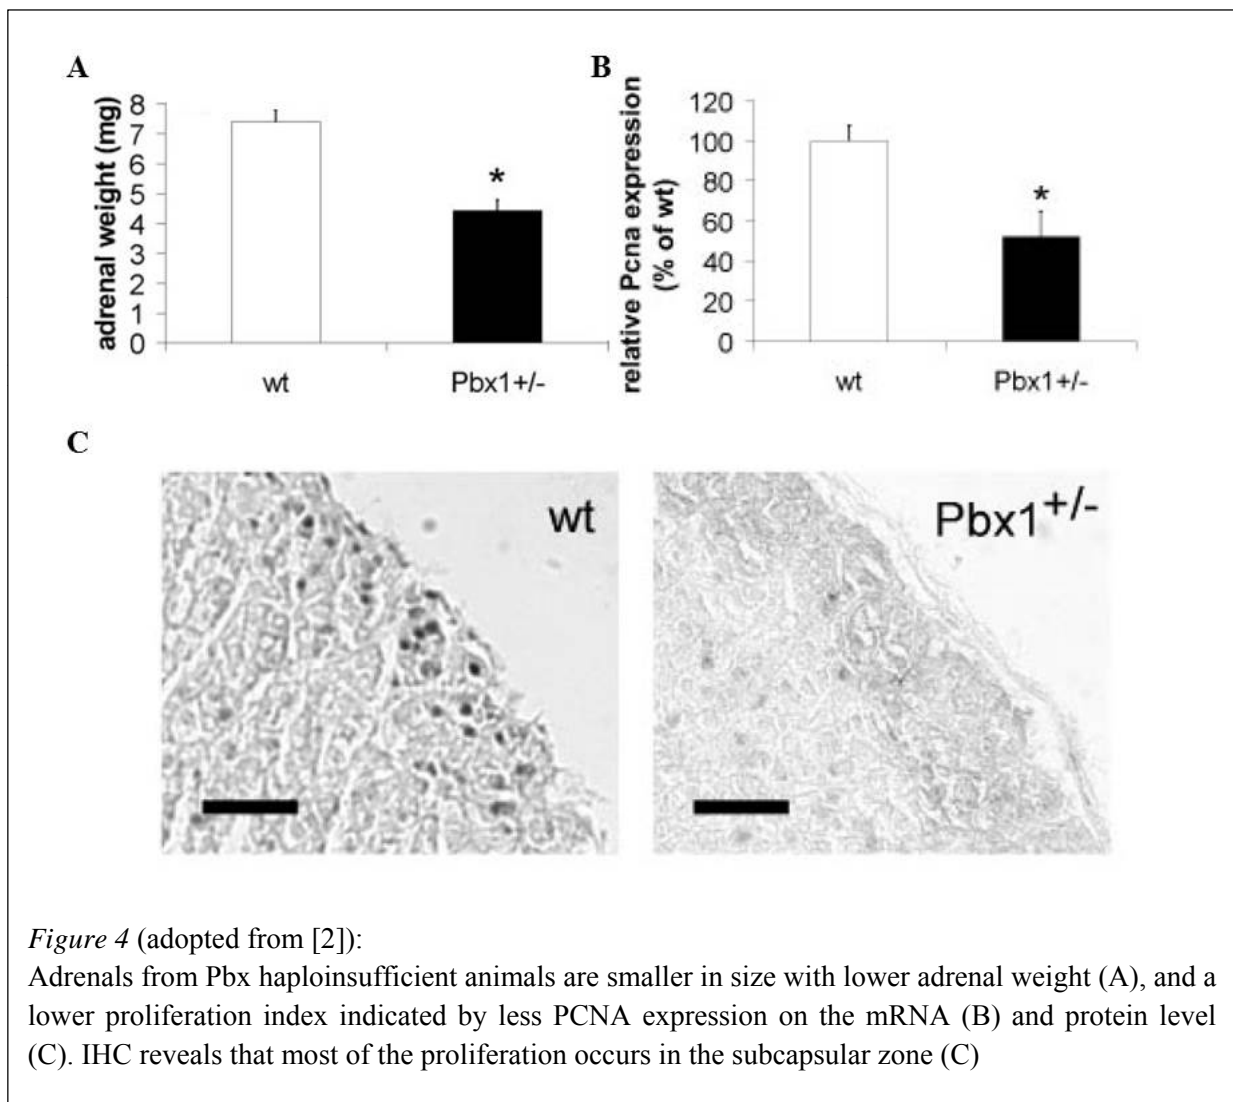 A
adrenal weight (mg)
8
7
6
5
4
3
2
1
0
*
wt
Pbx1+/-
B
relative Pcna expression
(% of wt)
120
100
80
60
40
20
0
*
wt
Pbx1+/-
C
wt
Pbx1+/-
Figure 4 (adopted from [2]):
Adrenals from Pbx haploinsufficient animals are smaller in size with lower adrenal weight (A), and a
lower proliferation index indicated by less PCNA expression on the mRNA (B) and protein level
(C). IHC reveals that most of the proliferation occurs in the subcapsular zone (C)